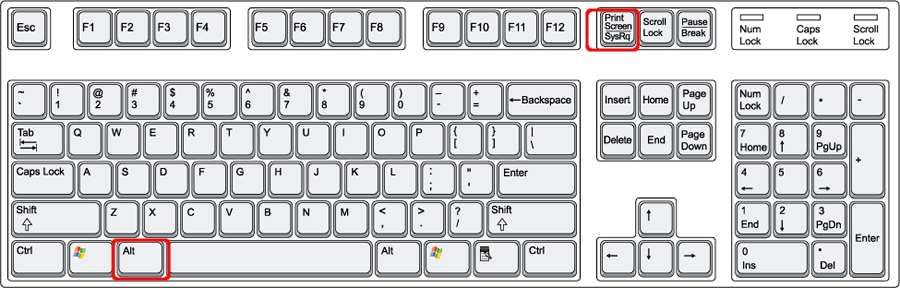 Esc F1 F2 F3 F4 F5 F6 F7 F8 F9 F10 F11 F12 Print Screen SysRq Scroll Lock Pause Break Num Lock Caps Lock Scroll Lock
~ ` ! 1 @ 2 # 3 $ 4 % 5 ^ 6 & 7 * 8 ( 9 ) 0 – - + = ←Backspace Insert Home Page Up Num Lock / * -
Tab Q W E R T Y U I O P { [ } ] | \ Delete End Page Down 7 Home 8 ↑ 9 PgUp +
Caps Lock A S D F G H J K L : ; " , Enter 4 ← 5 6 →
Shift Z X C V B N M < , > . ? / Shift ↑ 1 End 2 ↓ 3 PgDn Enter
Ctrl Alt Alt Ctrl ← ↓ → 0 Ins . Del